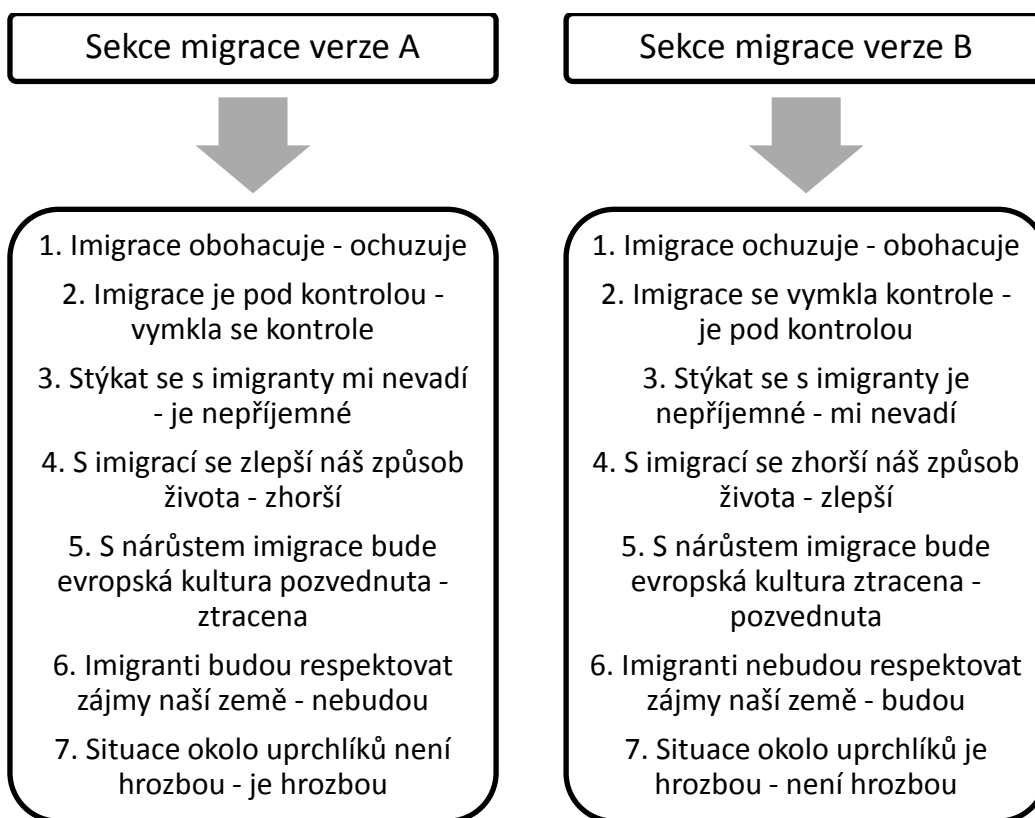 Sekce migrace verze A
1. Imigrace obohacuje - ochuzuje
2. Imigrace je pod kontrolou -
vymkla se kontrole
3. Stýkat se s imigranty mi nevadí
- je nepříjemné
4. S imigrací se zlepší náš způsob
života - zhorší
5. S nárůstem imigrace bude
evropská kultura pozvednuta -
ztracena
6. Imigranti budou respektovat
zájmy naší země - nebudou
7. Situace okolo uprchlíků není
hrozbou - je hrozbou
Sekce migrace verze B
1. Imigrace ochuzuje - obohacuje
2. Imigrace se vymkla kontrole -
je pod kontrolou
3. Stýkat se s imigranty je
nepříjemné - mi nevadí
4. S imigrací se zhorší náš způsob
života - zlepší
5. S nárůstem imigrace bude
evropská kultura ztracena -
pozvednuta
6. Imigranti nebudou respektovat
zájmy naší země - budou
7. Situace okolo uprchlíků je
hrozbou - není hrozbou